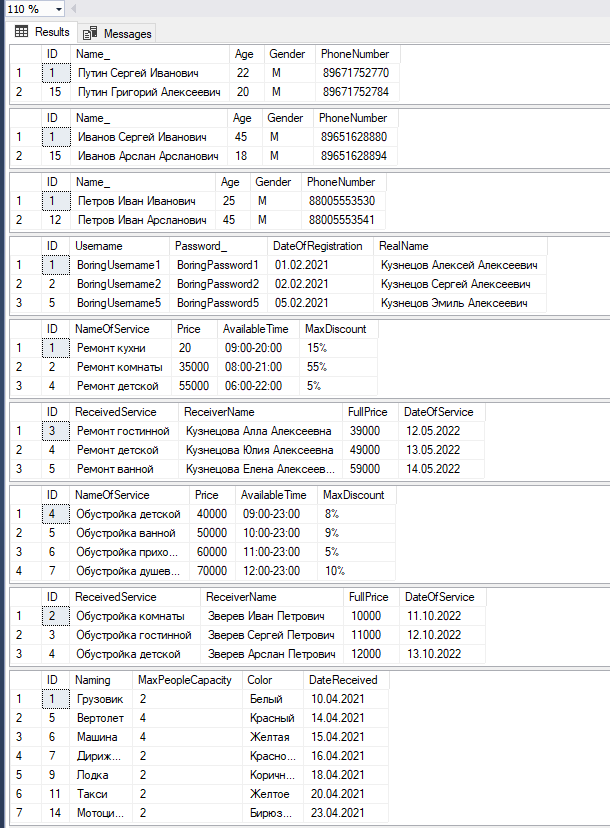 110 %
Results Messages
ID Name_ Age Gender PhoneNumber
1 1 Путин Сергей Иванович 22 M 89671752770
2 15 Путин Григорий Алексеевич 20 M 89671752784
ID Name_ Age Gender PhoneNumber
1 1 Иванов Сергей Иванович 45 M 89651628880
2 15 Иванов Арслан Арсланович 18 M 89651628894
ID Name_ Age Gender PhoneNumber
1 1 Петров Иван Иванович 25 M 88005553530
2 12 Петров Иван Арсланович 45 M 88005553541
ID Username Password_ DateOfRegistration RealName
1 1 BoringUsername1 BoringPassword1 01.02.2021 Кузнецов Алексей Алексеевич
2 2 BoringUsername2 BoringPassword2 02.02.2021 Кузнецов Сергей Алексеевич
3 5 BoringUsername5 BoringPassword5 05.02.2021 Кузнецов Эмиль Алексеевич
ID NameOfService Price AvailableTime MaxDiscount
1 1 Ремонт кухни 20 09:00-20:00 15%
2 2 Ремонт комнаты 35000 08:00-21:00 55%
3 4 Ремонт детской 55000 06:00-22:00 5%
ID ReceivedService ReceiverName FullPrice DateOfService
1 3 Ремонт гостинной Кузнецова Алла Алексеевна 39000 12.05.2022
2 4 Ремонт детской Кузнецова Юлия Алексеевна 49000 13.05.2022
3 5 Ремонт ванной Кузнецова Елена Алексеев... 59000 14.05.2022
ID NameOfService Price AvailableTime MaxDiscount
1 4 Обустройка детской 40000 09:00-23:00 8%
2 5 Обустройка ванной 50000 10:00-23:00 9%
3 6 Обустройка прихо... 60000 11:00-23:00 5%
4 7 Обустройка душев... 70000 12:00-23:00 10%
ID ReceivedService ReceiverName FullPrice DateOfService
1 2 Обустройка комнаты Зверев Иван Петрович 10000 11.10.2022
2 3 Обустройка гостинной Зверев Сергей Петрович 11000 12.10.2022
3 4 Обустройка детской Зверев Арслан Петрович 12000 13.10.2022
ID Naming MaxPeopleCapacity Color DateReceived
1 1 Грузовик 2 Белый 10.04.2021
2 5 Вертолет 4 Красный 14.04.2021
3 6 Машина 4 Желтая 15.04.2021
4 7 Дириж... 2 Красно... 16.04.2021
5 9 Лодка 2 Коричн... 18.04.2021
6 11 Такси 2 Желтое 20.04.2021
7 14 Мотоци... 2 Бирюз... 23.04.2021